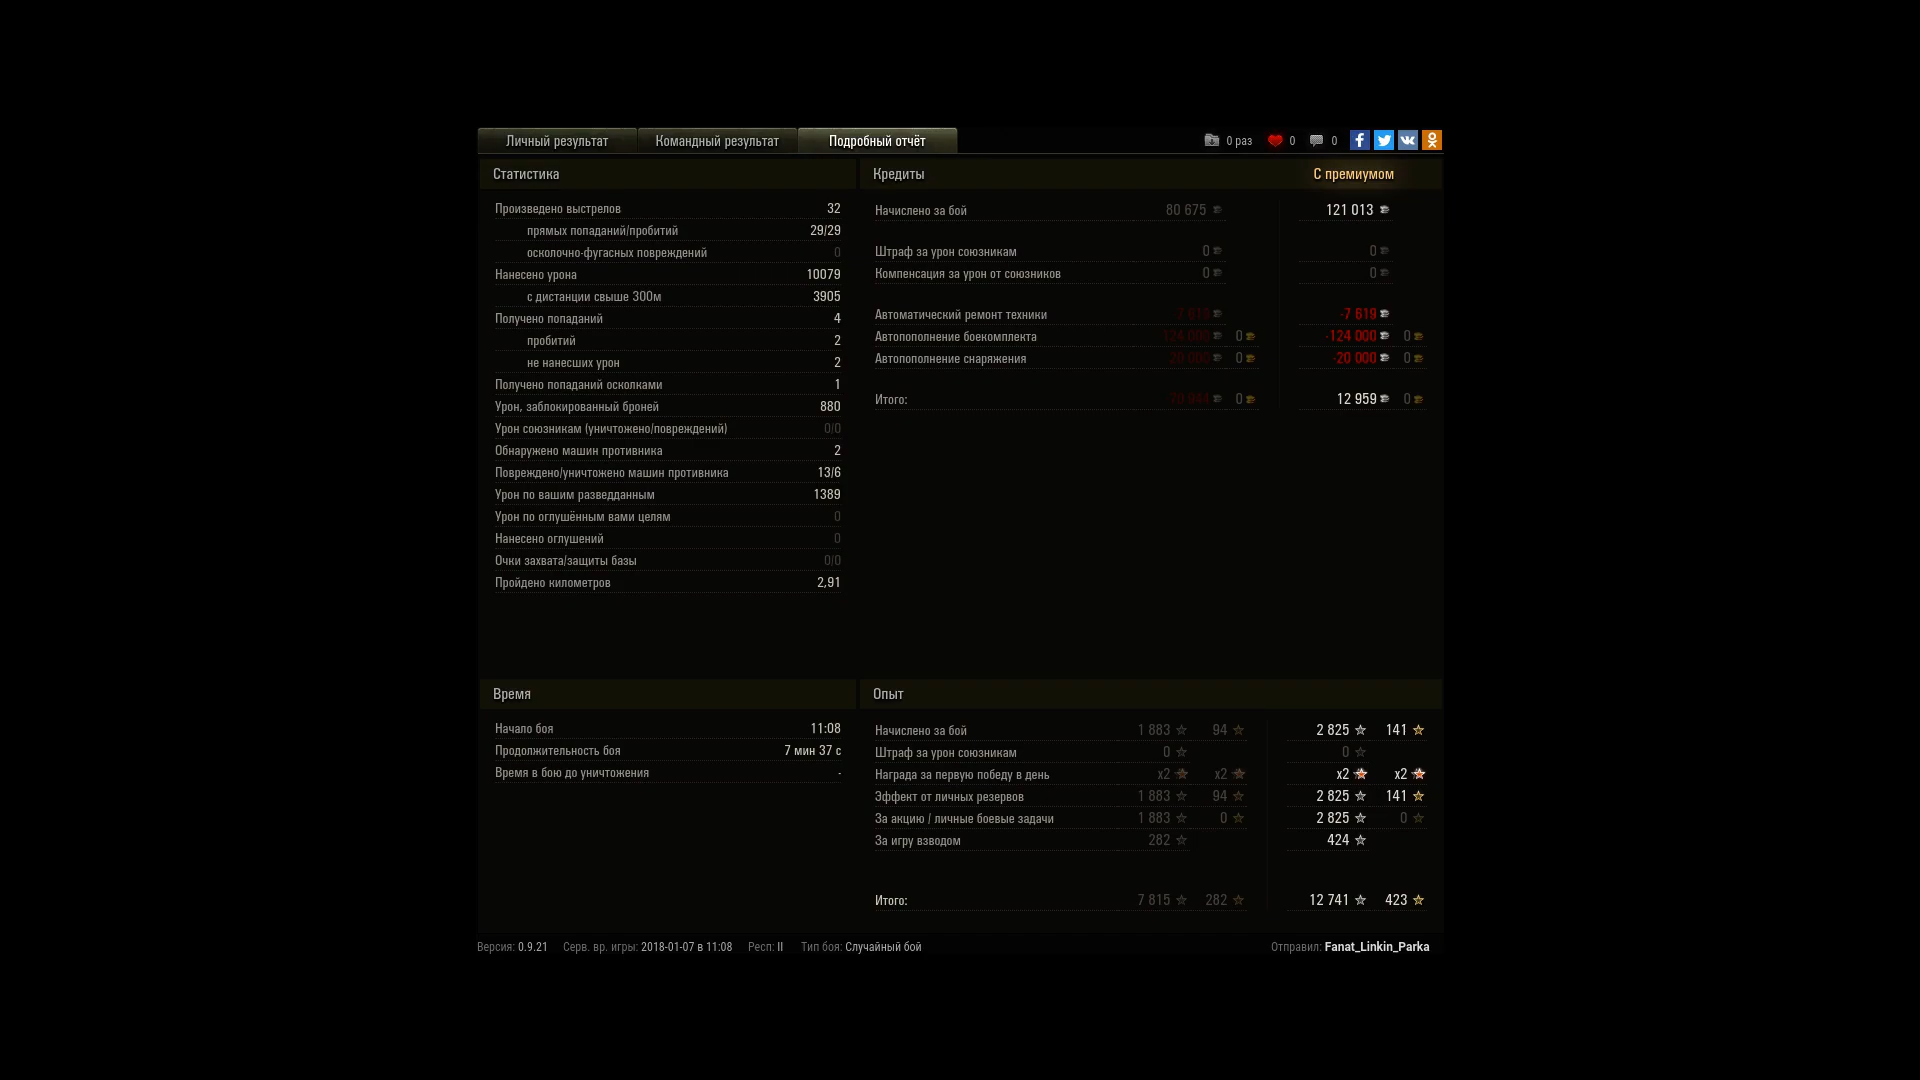 Личный результат Командный результат Подробный отчёт 0 раз 0 0
Статистика
Произведено выстрелов 32
прямых попаданий/пробитий 29/29
осколочно-фугасных повреждений 0
Нанесено урона 10079
с дистанции свыше 300м 3905
Получено попаданий 4
пробитий 2
не нанесших урон 2
Получено попаданий осколками 1
Урон, заблокированный броней 880
Урон союзникам (уничтожено/повреждений) 0/0
Обнаружено машин противника 2
Повреждено/уничтожено машин противника 13/6
Урон по вашим разведданным 1389
Урон по оглушённым вами целям 0
Нанесено оглушений 0
Очки захвата/защиты базы 0/0
Пройдено километров 2,91
Кредиты С премиумом
Начислено за бой 80 675 121 013
Штраф за урон союзникам 0 0
Компенсация за урон от союзников 0 0
Автоматический ремонт техники -7 619
Автопополнение боекомплекта 0 -124 000 0
Автопополнение снаряжения 0 -20 000 0
Итого: 0 12 959 0
Время
Начало боя 11:08
Продолжительность боя 7 мин 37 с
Время в бою до уничтожения -
Опыт
Начислено за бой 1 883 94 2 825 141
Штраф за урон союзникам 0 0
Награда за первую победу в день x2 x2 x2 x2
Эффект от личных резервов 1 883 94 2 825 141
За акцию / личные боевые задачи 1 883 0 2 825 0
За игру взводом 282 424
Итого: 7 815 282 12 741 423
Версия: 0.9.21 Серв. вр. игры: 2018-01-07 в 11:08 Респ: II Тип боя: Случайный бой Отправил: Fanat_Linkin_Parka